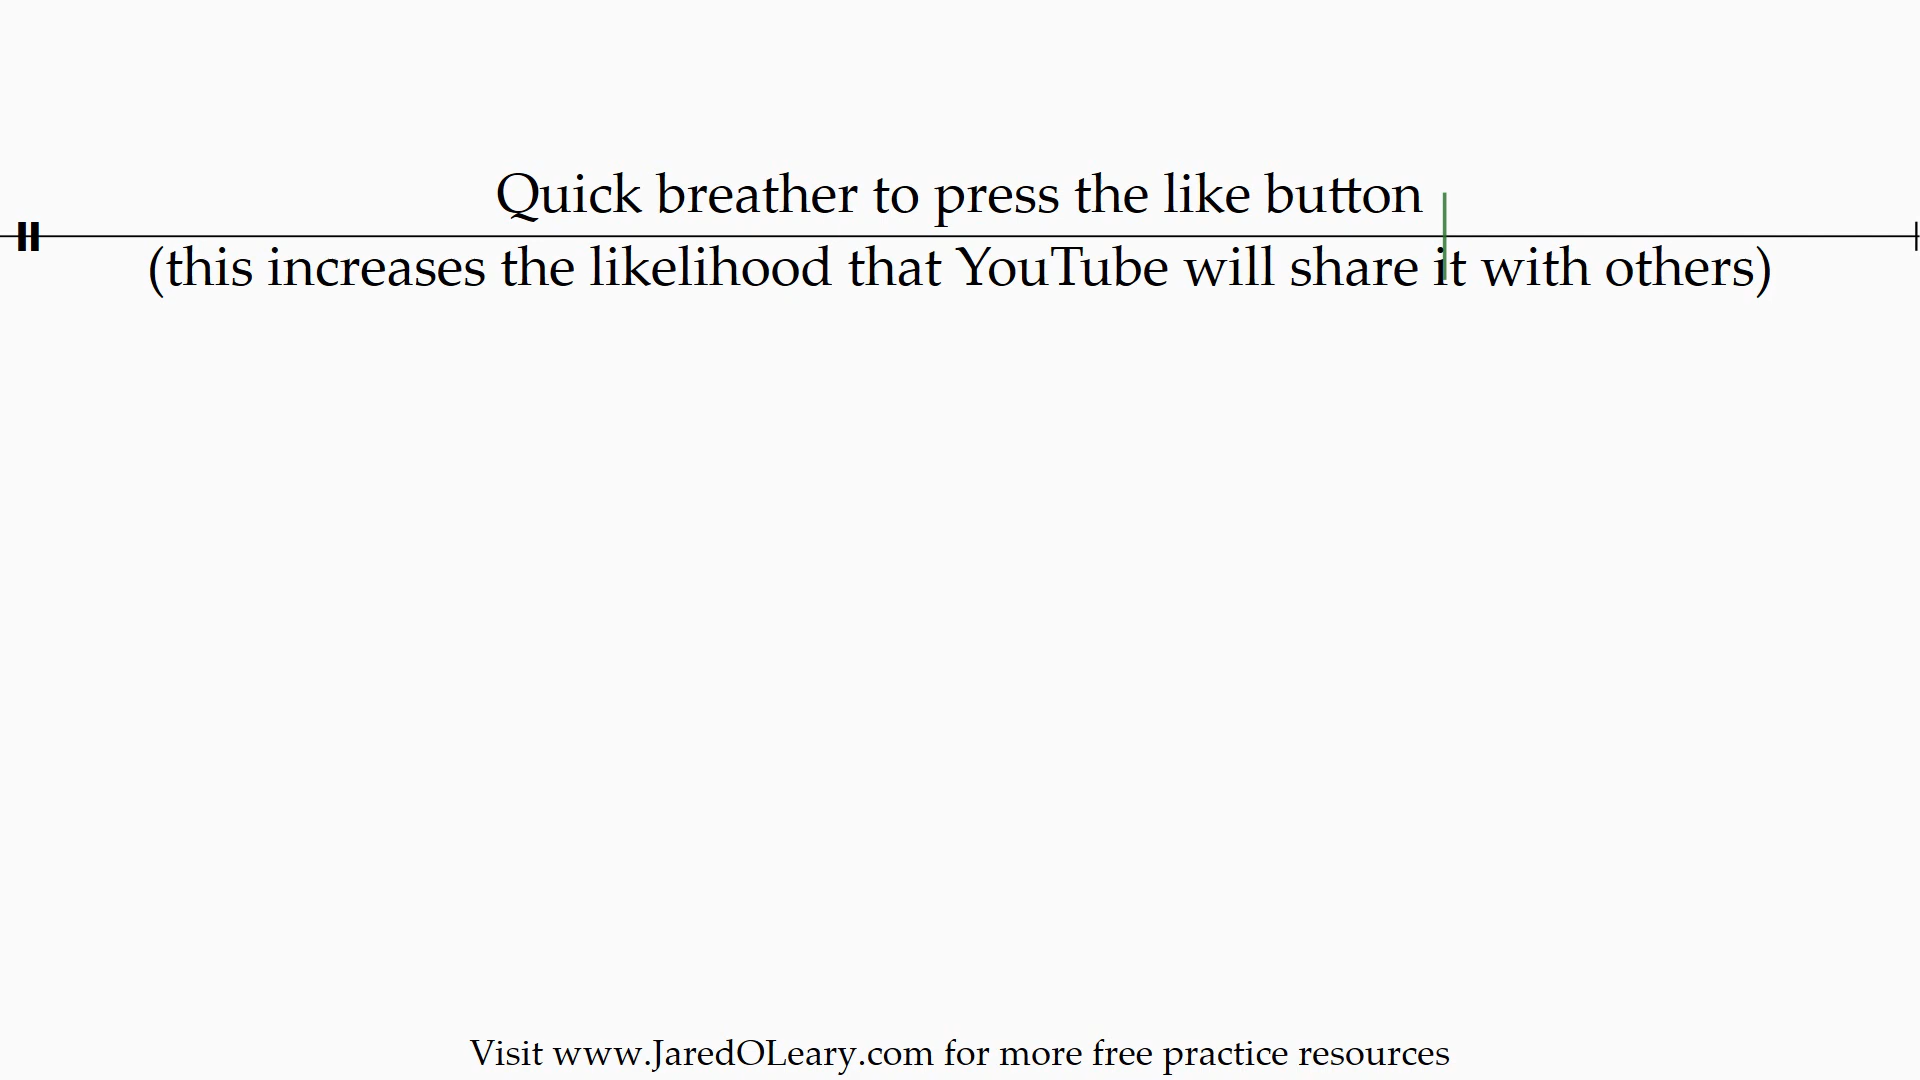 Quick breather to press the like button
(this increases the likelihood that YouTube will share it with others)
Visit www.JaredOLeary.com for more free practice resources